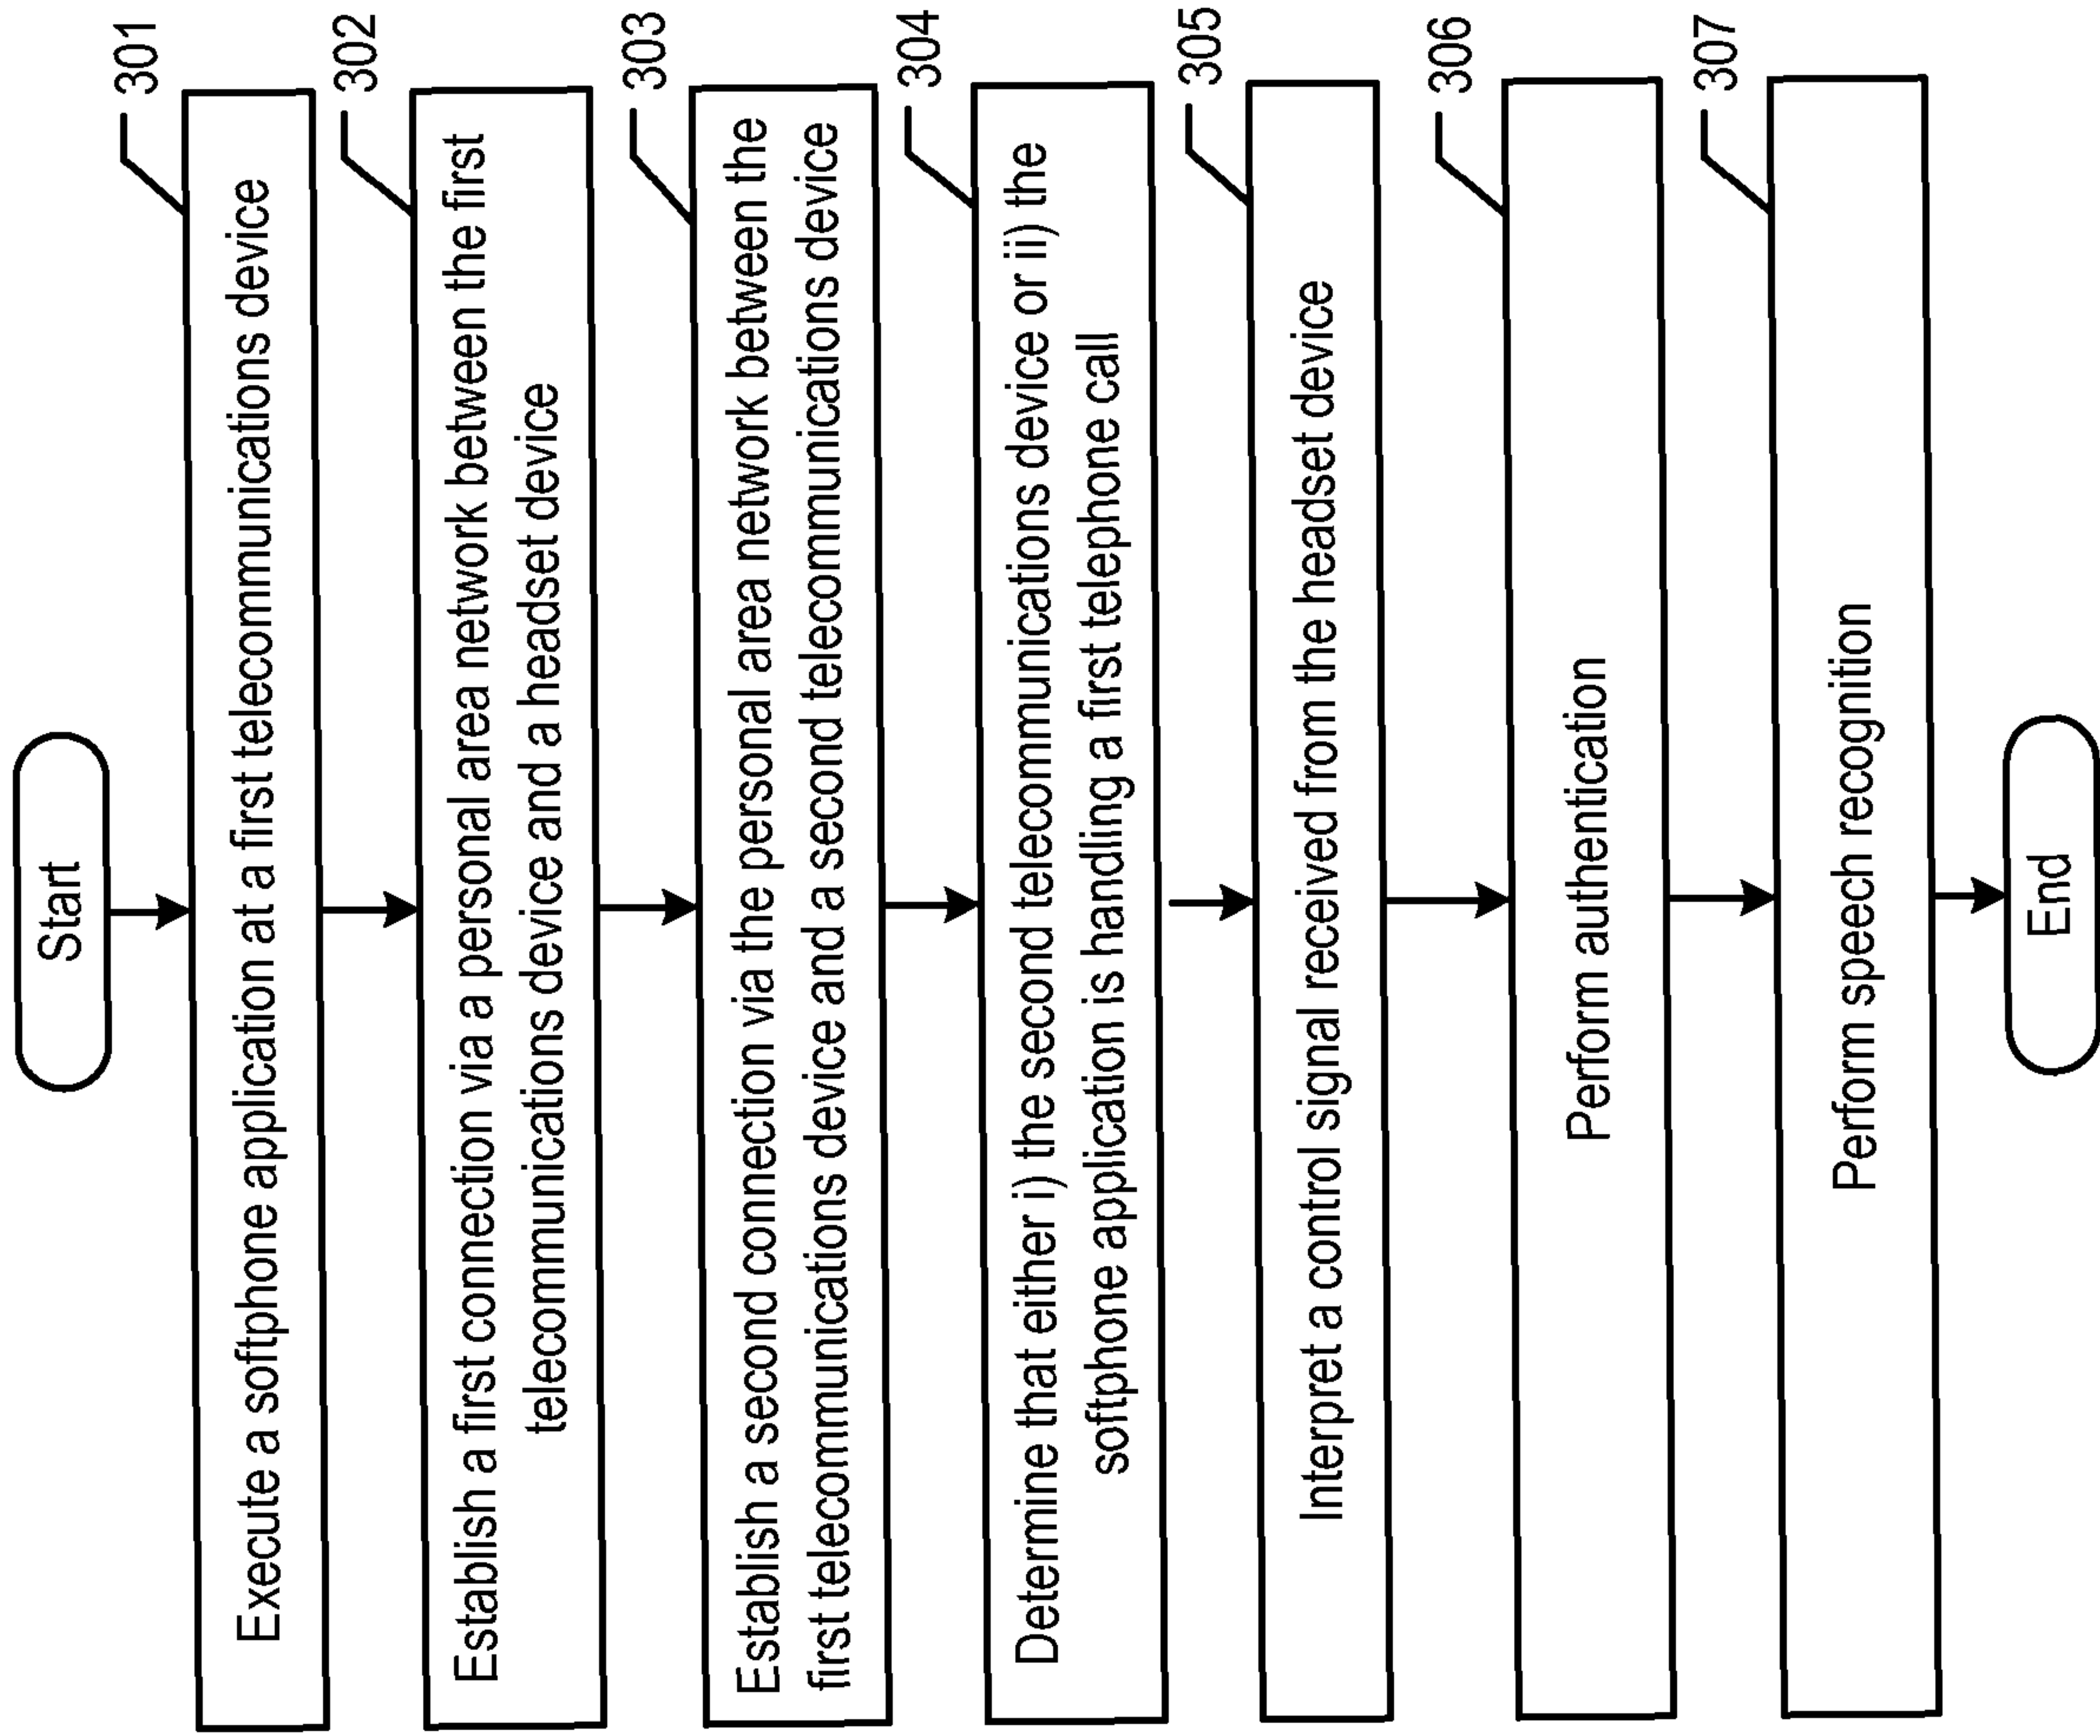 Start
301
Execute a softphone application at a first telecommunications device
302
Establish a first connection via a personal area network between the first
telecommunications device and a headset device
303
Establish a second connection via the personal area network between the
first telecommunications device and a second telecommunications device
304
Determine that either i) the second telecommunications device or ii) the
softphone application is handling a first telephone call
305
Interpret a control signal received from the headset device
306
Perform authentication
307
Perform speech recognition
End